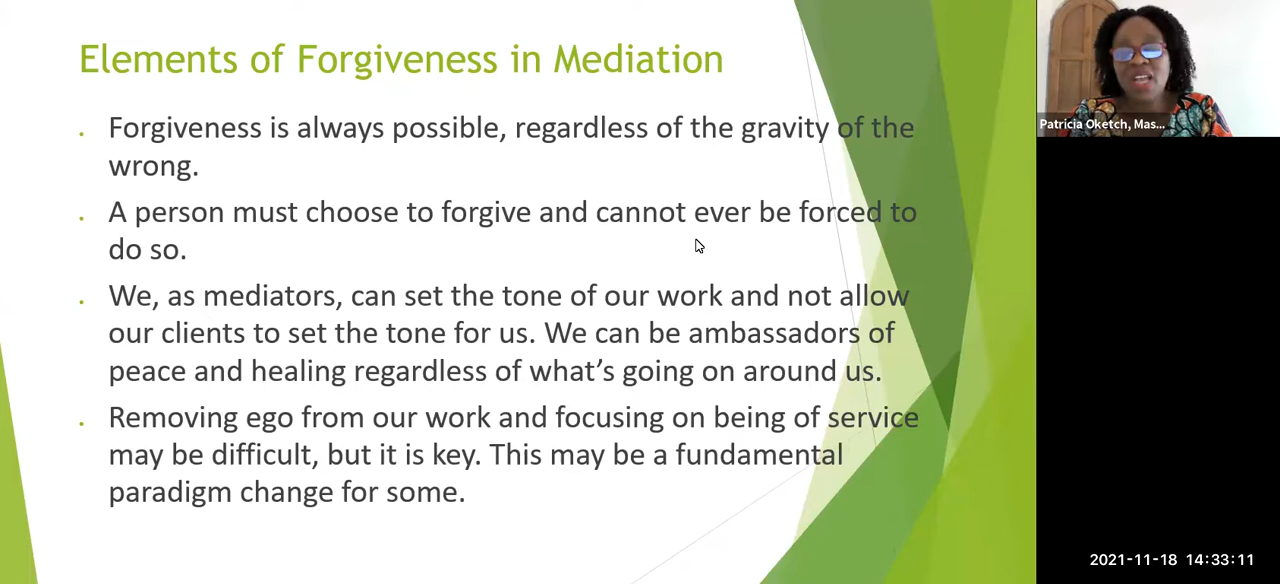 Elements of Forgiveness in Mediation
Forgiveness is always possible, regardless of the gravity of the
wrong.
A person must choose to forgive and cannot ever be forced to
do so.
We, as mediators, can set the tone of our work and not allow
our clients to set the tone for us. We can be ambassadors of
peace and healing regardless of what's going on around us.
Removing ego from our work and focusing on being of service
may be difficult, but it is key. This may be a fundamental
paradigm change for some.
Patricia Oketch, Mas...
2021-11-18 14:33:11